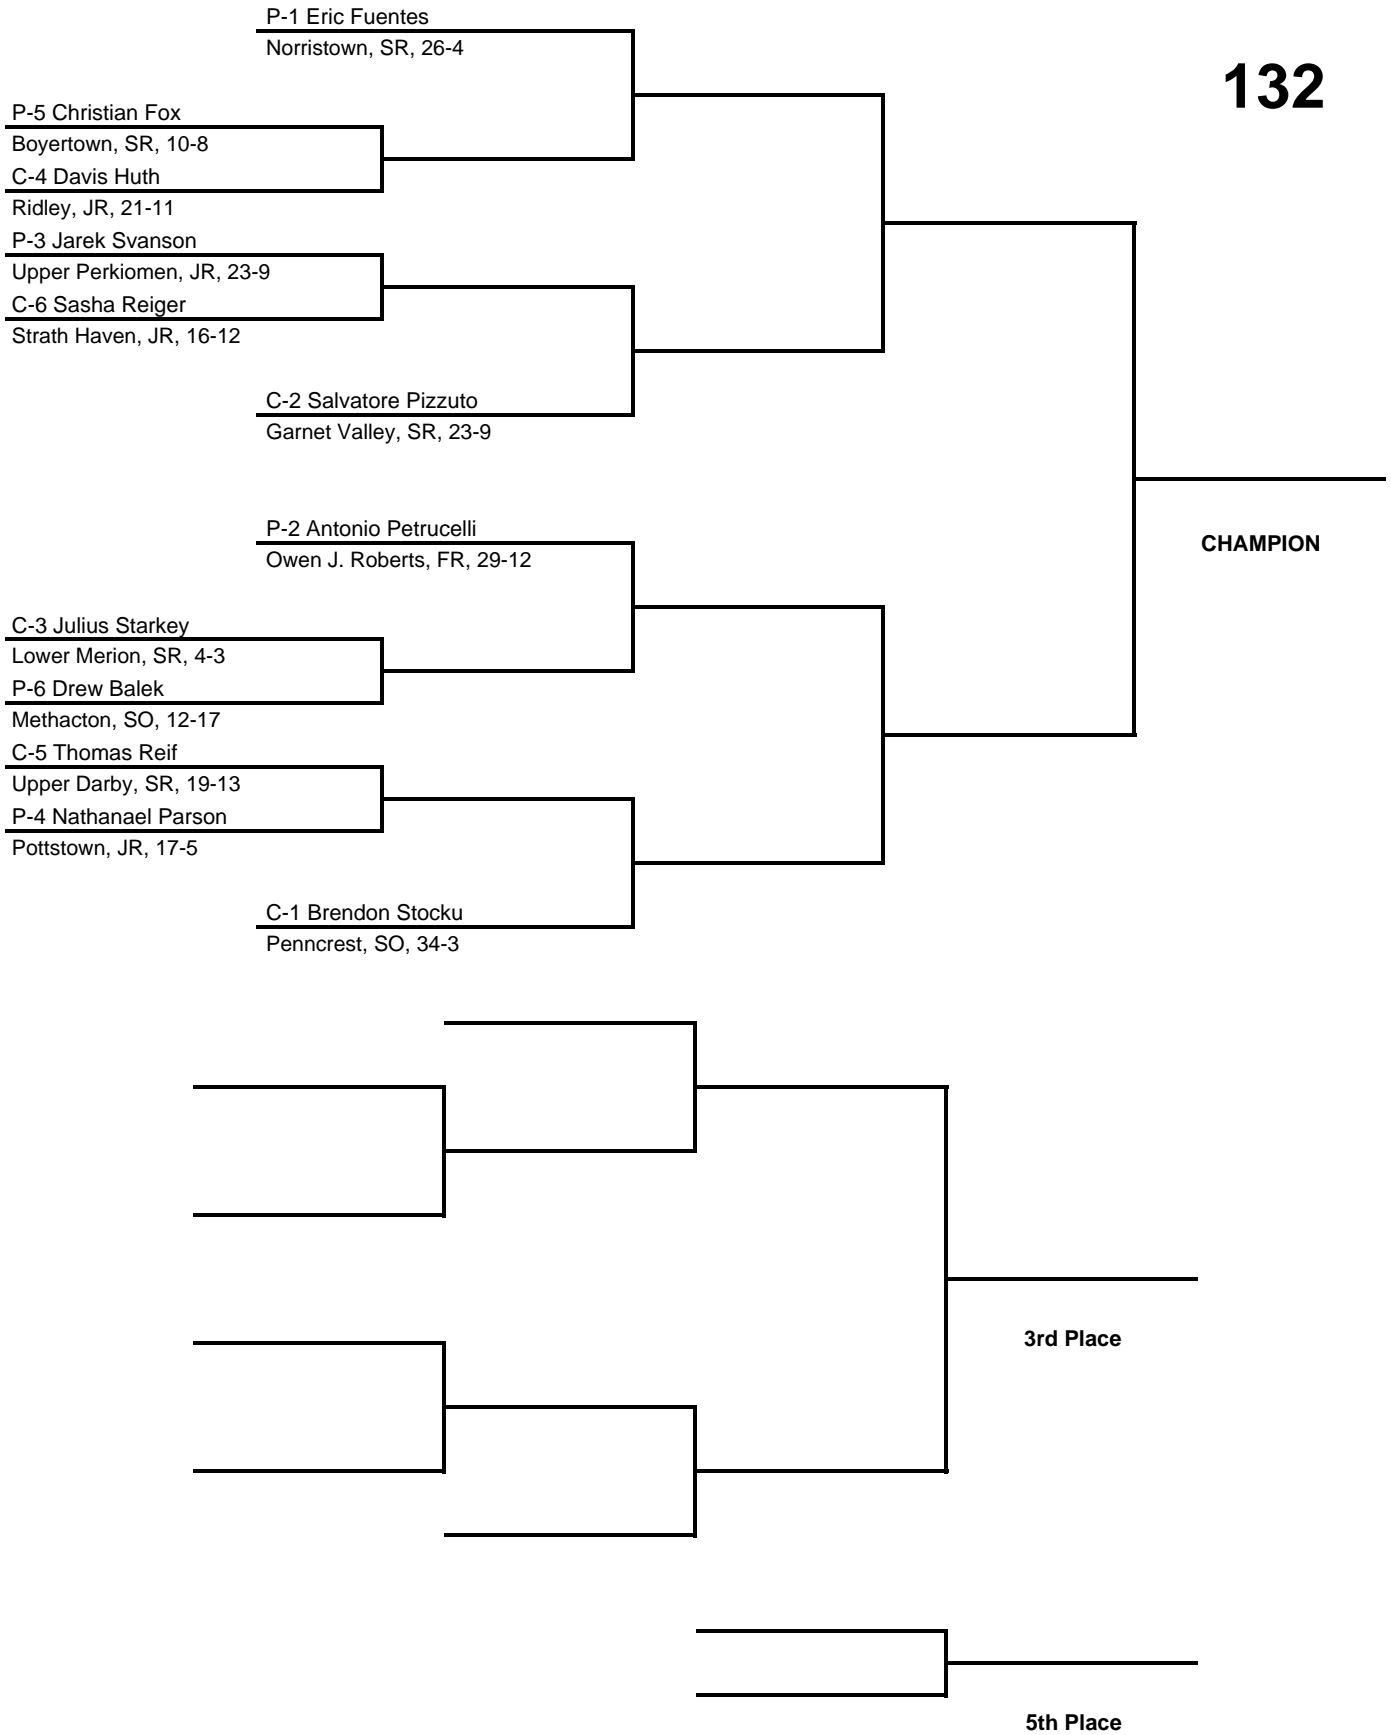 P-1 Eric Fuentes
Norristown, SR, 26-4
132
P-5 Christian Fox
Boyertown, SR, 10-8
C-4 Davis Huth
Ridley, JR, 21-11
P-3 Jarek Svanson
Upper Perkiomen, JR, 23-9
C-6 Sasha Reiger
Strath Haven, JR, 16-12
C-2 Salvatore Pizzuto
Garnet Valley, SR, 23-9
P-2 Antonio Petrucelli
Owen J. Roberts, FR, 29-12
CHAMPION
C-3 Julius Starkey
Lower Merion, SR, 4-3
P-6 Drew Balek
Methacton, SO, 12-17
C-5 Thomas Reif
Upper Darby, SR, 19-13
P-4 Nathanael Parson
Pottstown, JR, 17-5
C-1 Brendon Stocku
Penncrest, SO, 34-3
3rd Place
5th Place